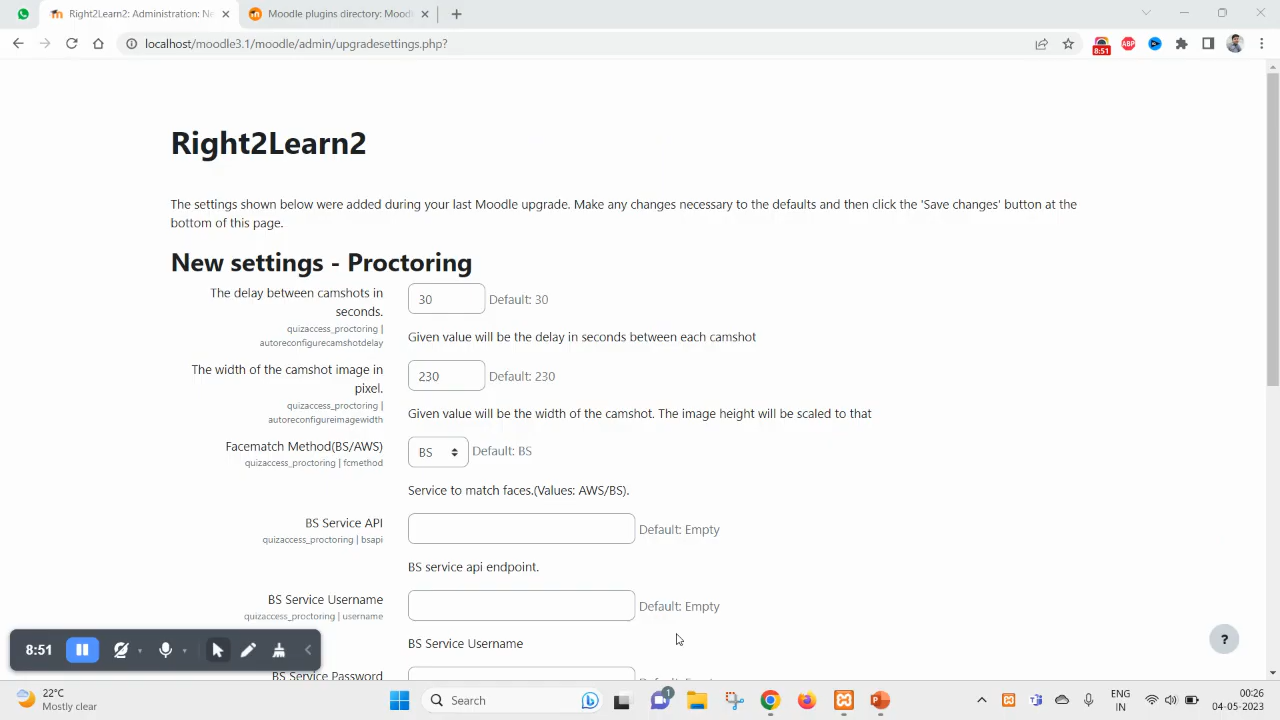 Right2Learn2: Administration: Ne
Moodle plugins directory: Mood
localhost/moodle3.1/moodle/admin/upgradesettings.php?
8:51
ABP
Right2Learn2
The settings shown below were added during your last Moodle upgrade. Make any changes necessary to the defaults and then click the 'Save changes' button at the
bottom of this page.
New settings - Proctoring
The delay between camshots in
seconds.
quizaccess_proctoring |
autoreconfigurecamshotdelay
30
Default: 30
Given value will be the delay in seconds between each camshot
The width of the camshot image in
pixel.
quizaccess_proctoring |
autoreconfigureimagewidth
230
Default: 230
Given value will be the width of the camshot. The image height will be scaled to that
Facematch Method(BS/AWS)
quizaccess_proctoring | fcmethod
BS
Default: BS
Service to match faces.(Values: AWS/BS).
BS Service API
quizaccess_proctoring | bsapi
Default: Empty
BS service api endpoint.
BS Service Username
quizaccess_proctoring | username
Default: Empty
BS Service Username
BS Service Password
8:51
?
22°C
Mostly clear
Search
1
ENG
IN
00:26
04-05-2023